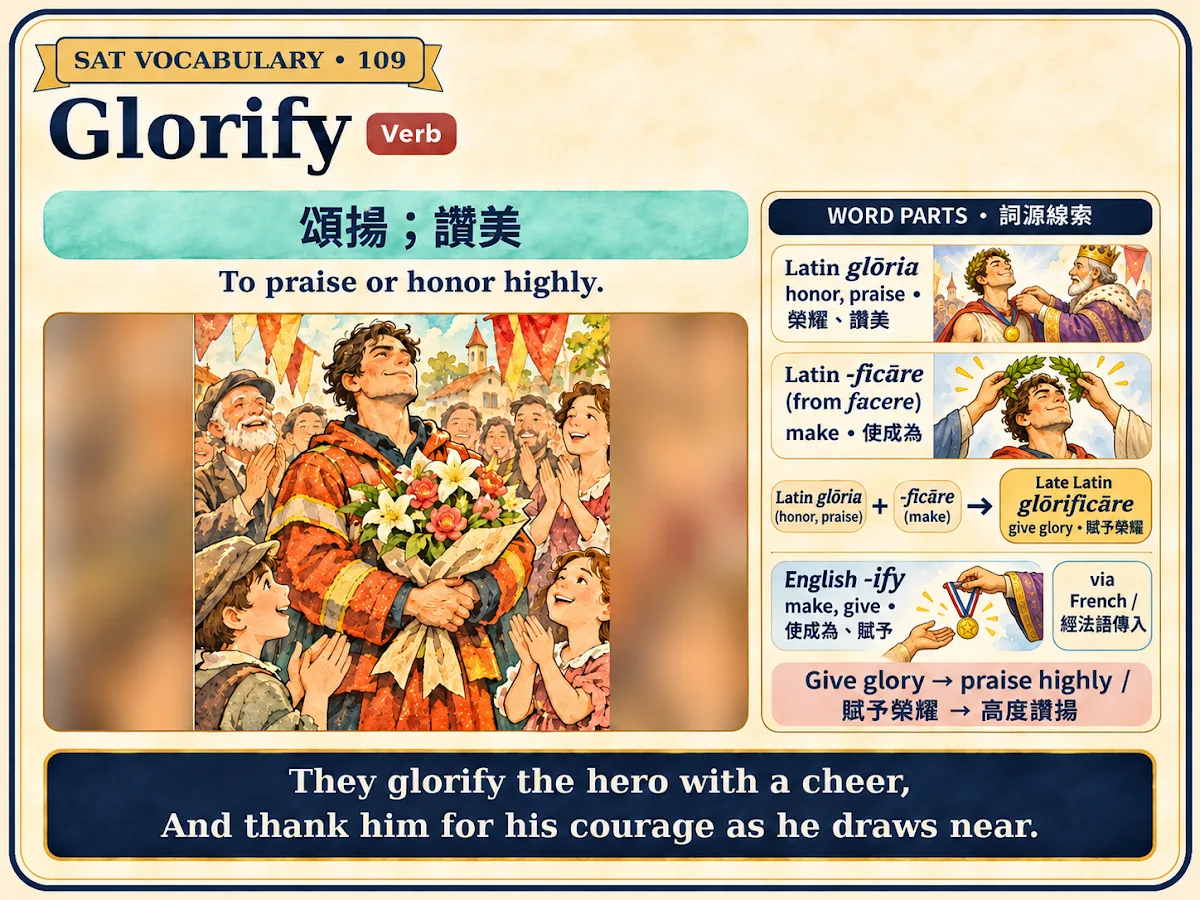 SAT VOCABULARY • 109
Glorify
Verb
頌揚；讚美
To praise or honor highly.
WORD PARTS • 詞源線索
Latin glōria
honor, praise •
榮耀、讚美
Latin -ficāre
(from facere)
make • 使成為
Latin glōria
(honor, praise)
+
-ficāre
(make)
→
Late Latin
glōrificāre
give glory • 賦予榮耀
English -ify
make, give •
使成為、賦予
via
French /
經法語傳入
Give glory → praise highly /
賦予榮耀 → 高度讚揚
They glorify the hero with a cheer,
And thank him for his courage as he draws near.